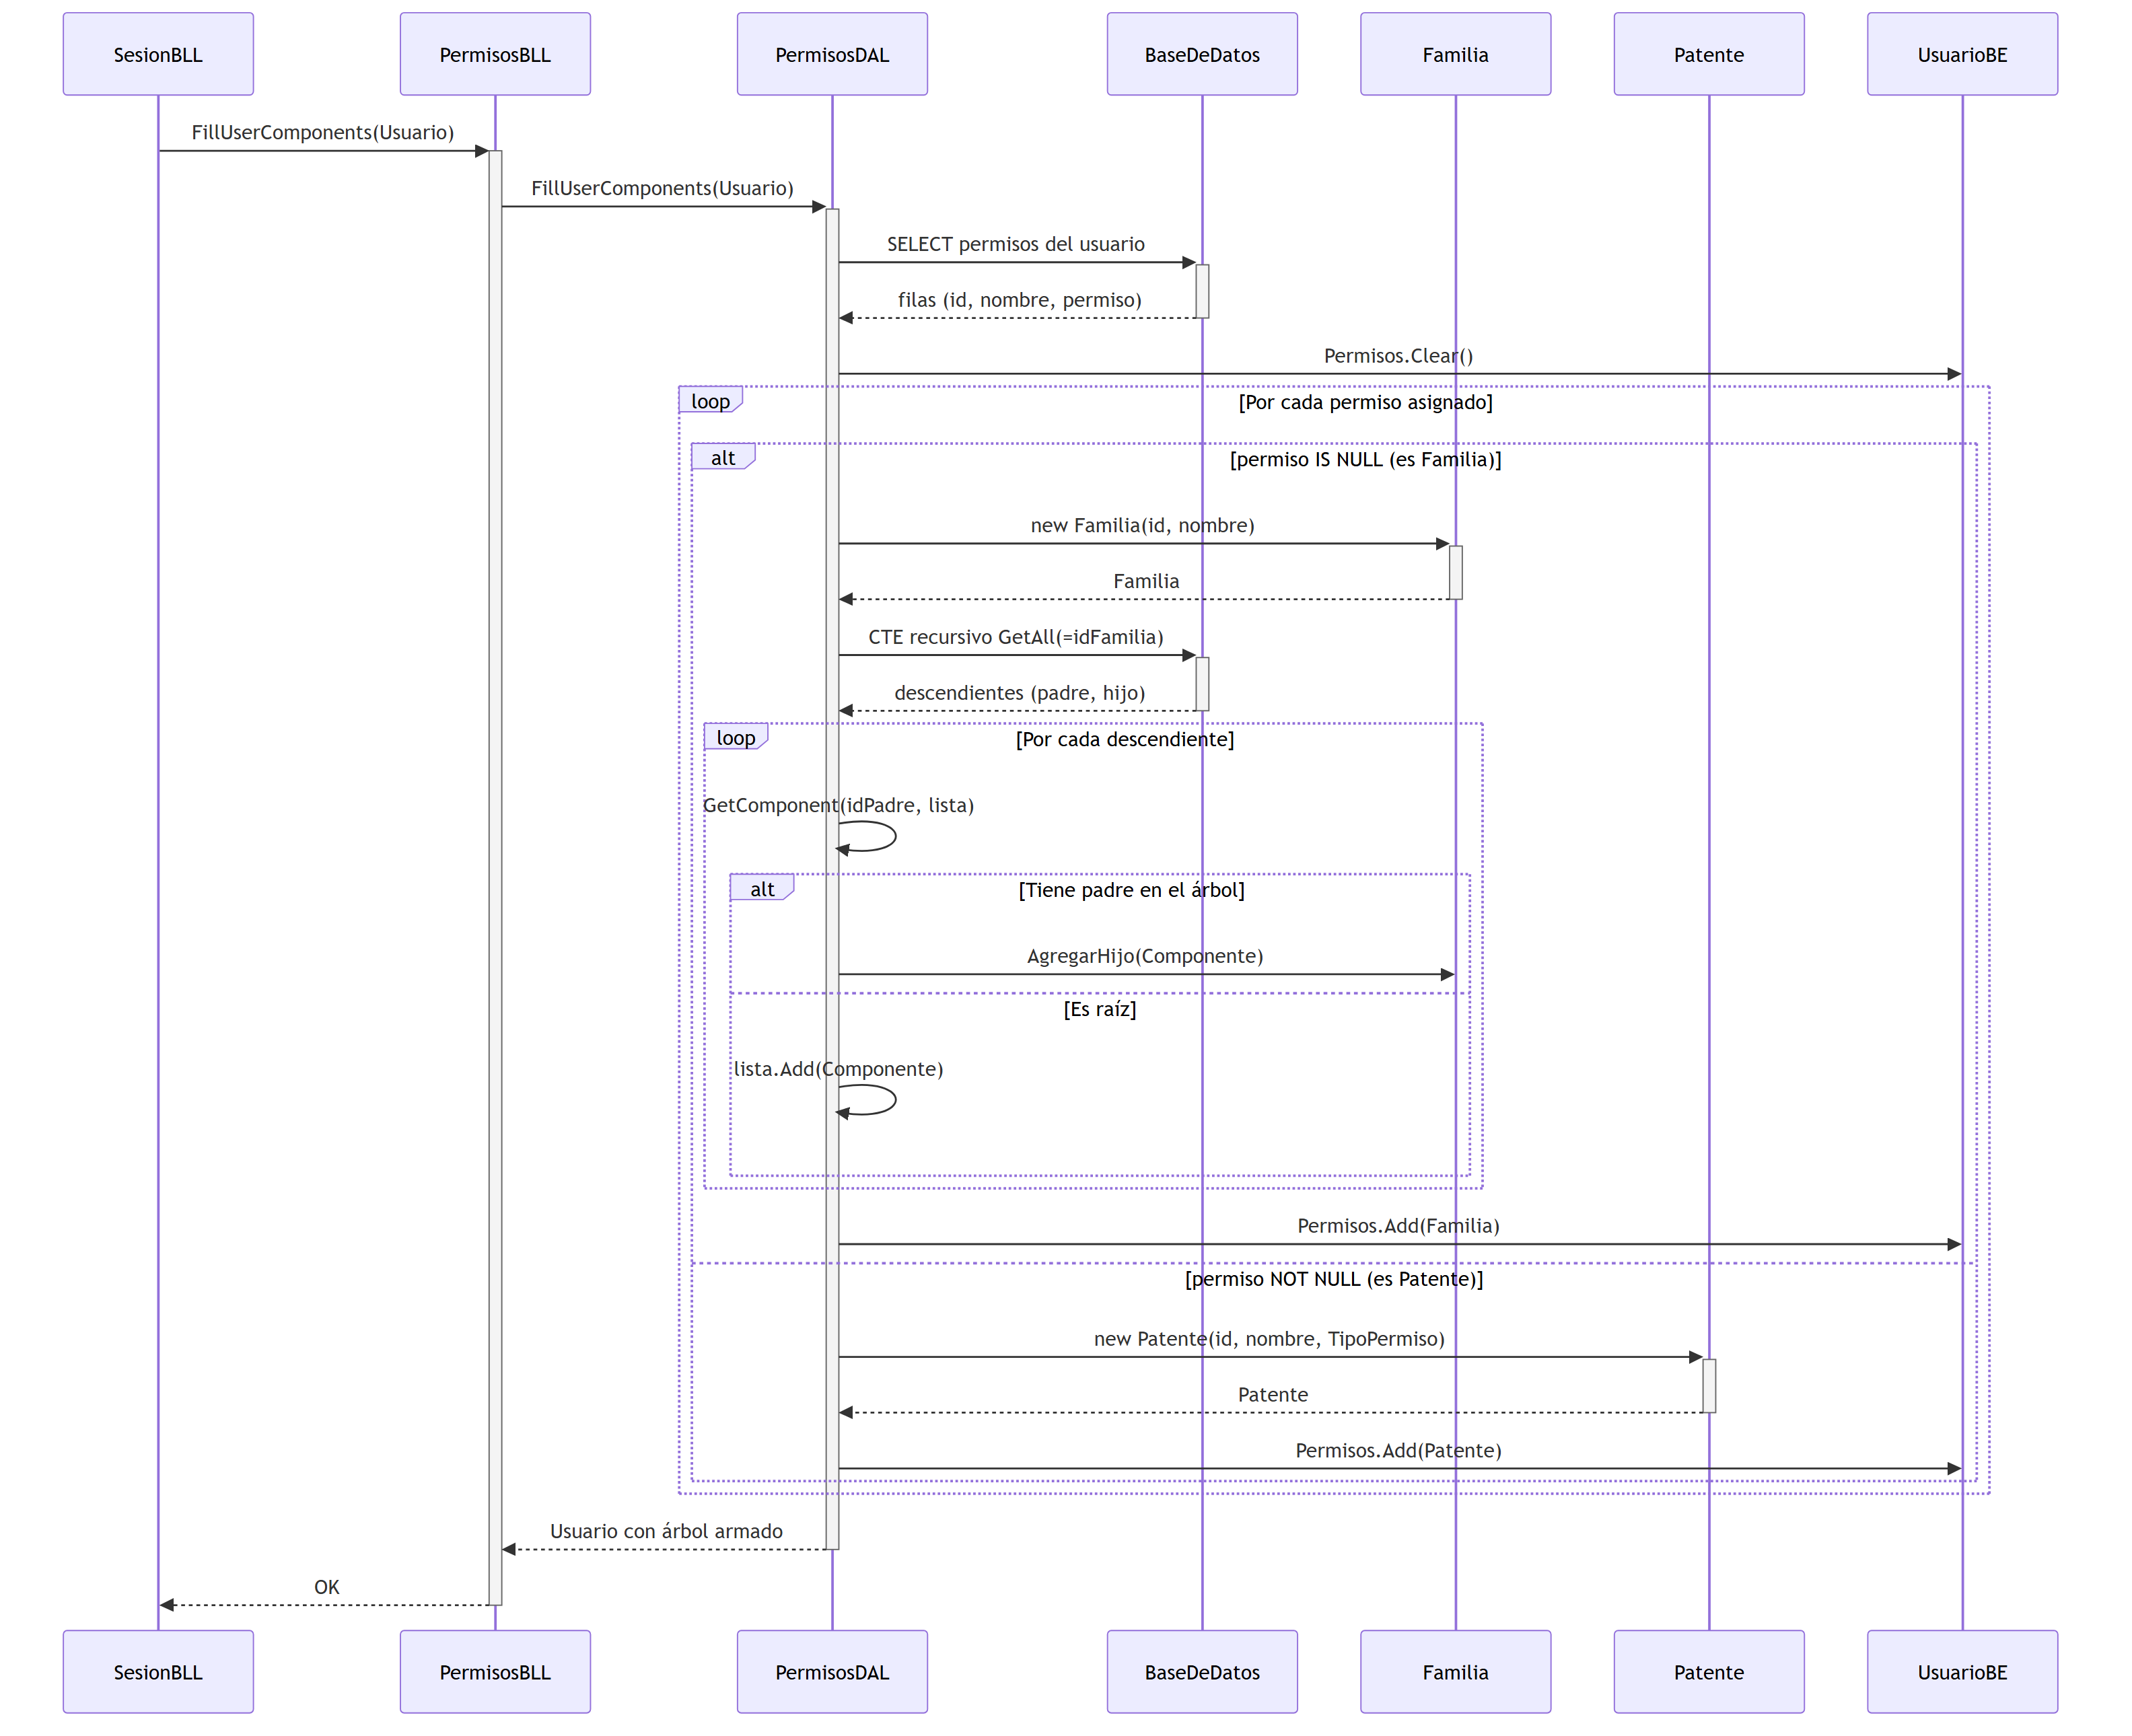 SesionBLL
PermisosBLL
PermisosDAL
BaseDeDatos
Familia
Patente
UsuarioBE
FillUserComponents(Usuario)
FillUserComponents(Usuario)
SELECT permisos del usuario
filas (id, nombre, permiso)
Permisos.Clear()
loop
[Por cada permiso asignado]
alt
[permiso IS NULL (es Familia)]
new Familia(id, nombre)
Familia
CTE recursivo GetAll(=idFamilia)
descendientes (padre, hijo)
loop
[Por cada descendiente]
GetComponent(idPadre, lista)
alt
[Tiene padre en el árbol]
AgregarHijo(Componente)
[Es raíz]
lista.Add(Componente)
Permisos.Add(Familia)
[permiso NOT NULL (es Patente)]
new Patente(id, nombre, TipoPermiso)
Patente
Permisos.Add(Patente)
Usuario con árbol armado
OK
SesionBLL
PermisosBLL
PermisosDAL
BaseDeDatos
Familia
Patente
UsuarioBE